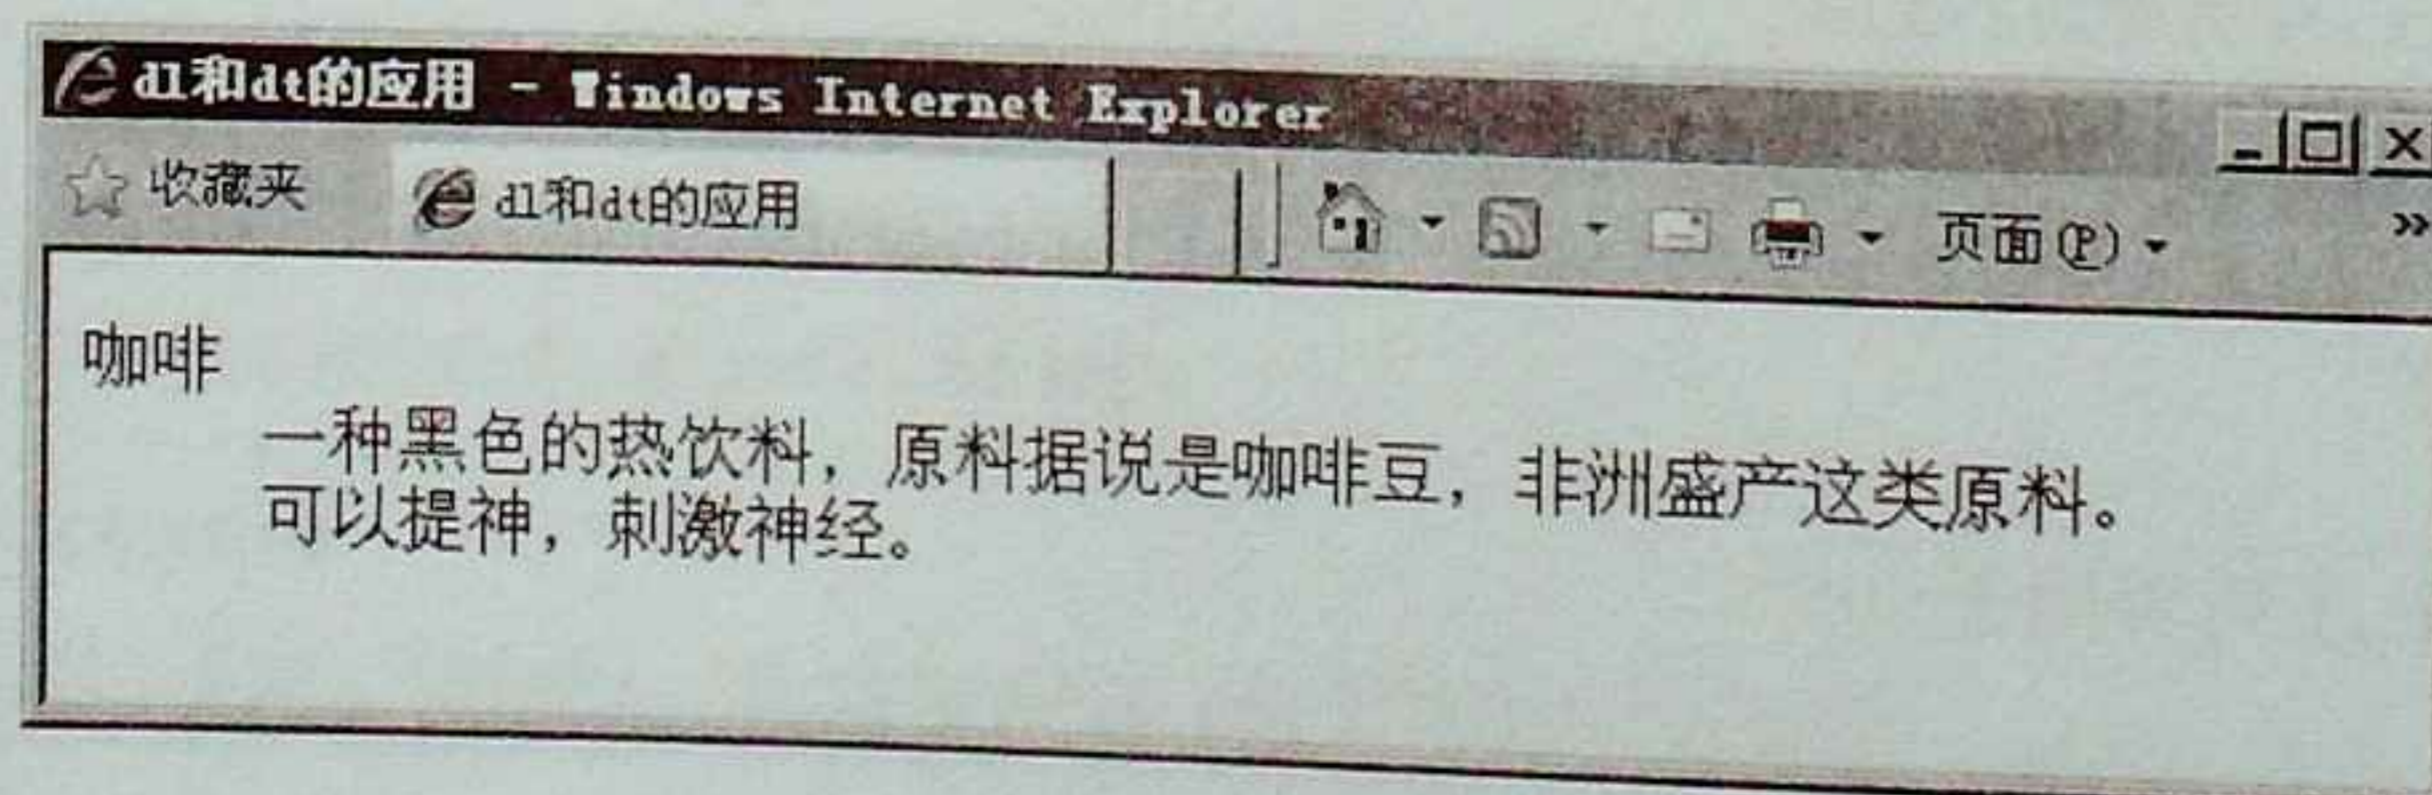 dl和dt的应用 - Windows Internet Explorer
收藏夹 dl和dt的应用 页面(P)
咖啡
一种黑色的热饮料，原料据说是咖啡豆，非洲盛产这类原料。
可以提神，刺激神经。